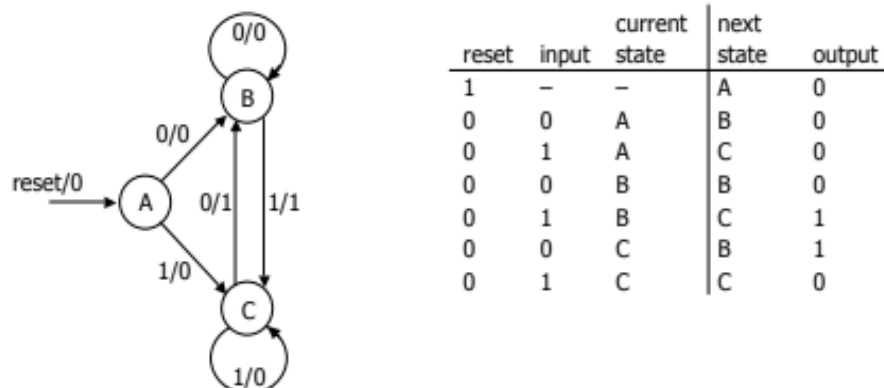 0/0
B
0/0
reset/0
A
0/1
1/1
1/0
C
1/0
current next
reset input state state output
1 – – A 0
0 0 A B 0
0 1 A C 0
0 0 B B 0
0 1 B C 1
0 0 C B 1
0 1 C C 0